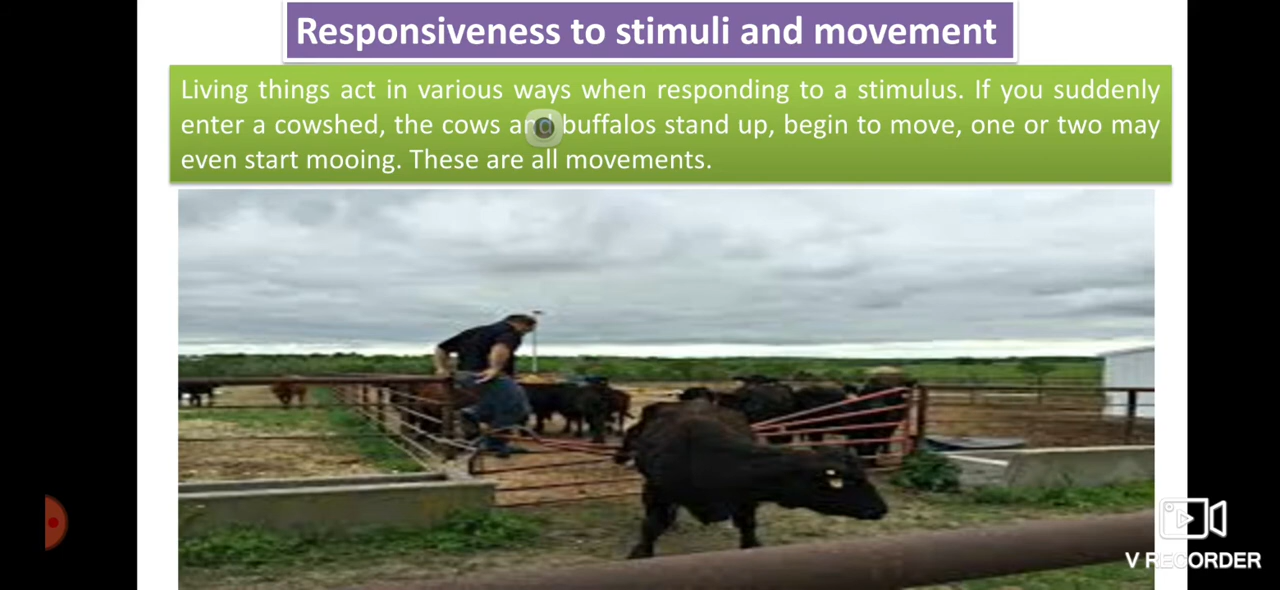 Responsiveness to stimuli and movement
Living things act in various ways when responding to a stimulus. If you suddenly
enter a cowshed, the cows and buffalos stand up, begin to move, one or two may
even start mooing. These are all movements.
V RECORDER